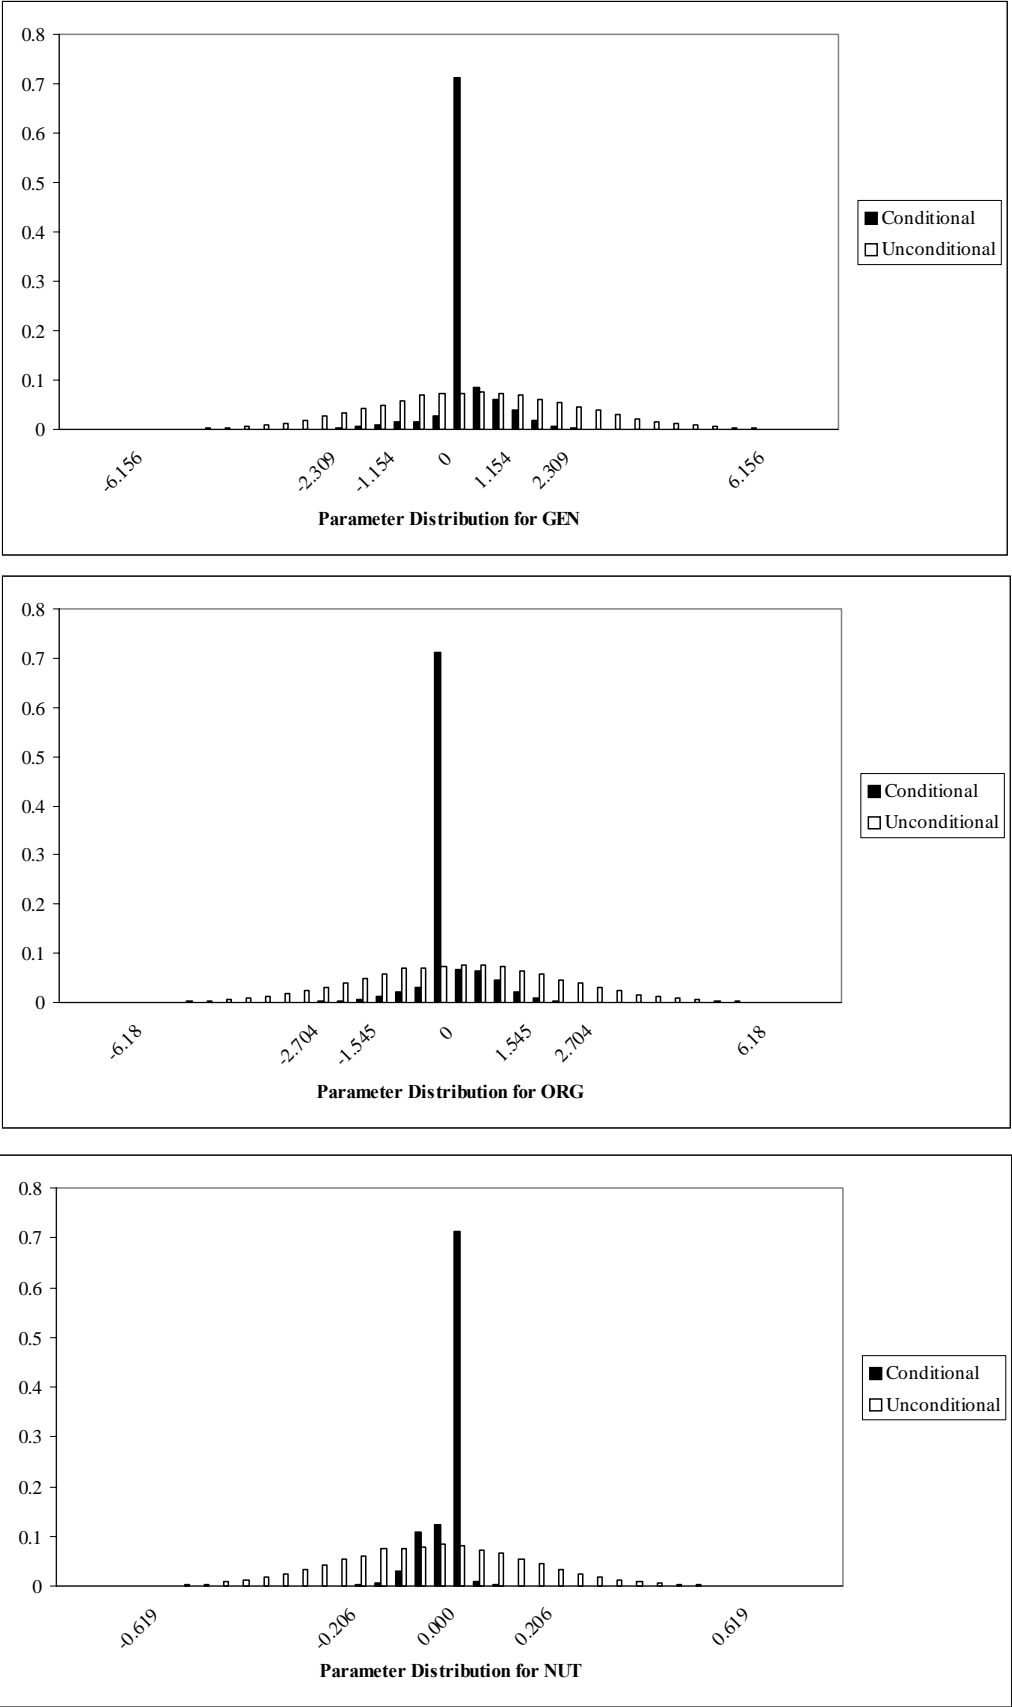 0.8
0.7
0.6
0.5
0.4
0.3
0.2
0.1
0
-6.156 -2.309 -1.154 0 1.154 2.309 6.156
Parameter Distribution for GEN
Conditional
Unconditional
0.8
0.7
0.6
0.5
0.4
0.3
0.2
0.1
0
-6.18 -2.704 -1.545 0 1.545 2.704 6.18
Parameter Distribution for ORG
Conditional
Unconditional
0.8
0.7
0.6
0.5
0.4
0.3
0.2
0.1
0
-0.619 -0.206 0.000 0.206 0.619
Parameter Distribution for NUT
Conditional
Unconditional